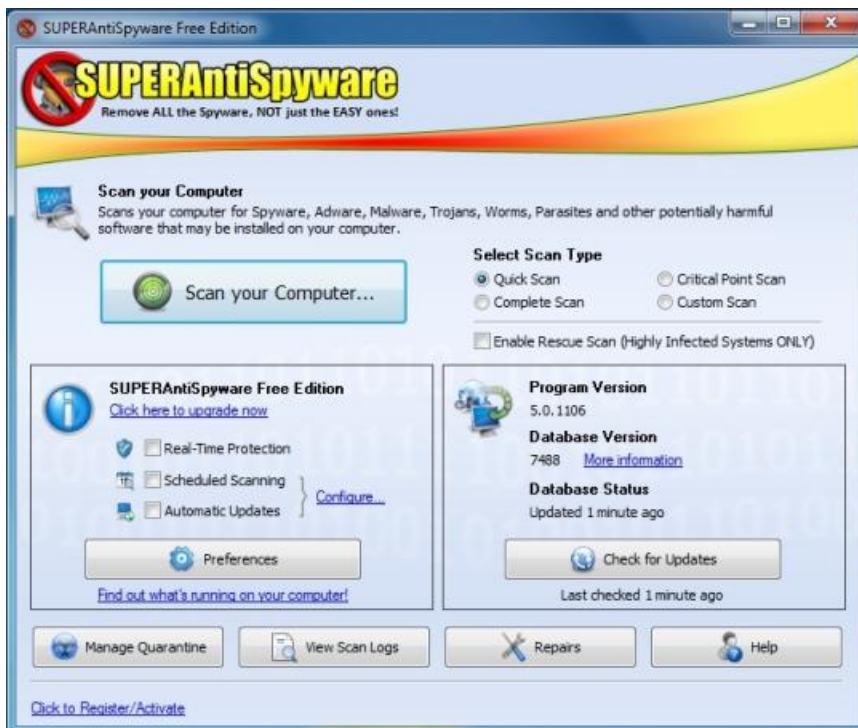 SUPERAntiSpyware Free Edition
SUPERAntiSpyware
Remove ALL the Spyware, NOT just the EASY ones!
Scan your Computer
Scans your computer for Spyware, Adware, Malware, Trojans, Worms, Parasites and other potentially harmful
software that may be installed on your computer.
Scan your Computer...
Select Scan Type
Quick Scan
Critical Point Scan
Complete Scan
Custom Scan
Enable Rescue Scan (Highly Infected Systems ONLY)
SUPERAntiSpyware Free Edition
Click here to upgrade now
Real-Time Protection
Scheduled Scanning
Automatic Updates
Configure...
Preferences
Find out what's running on your computer!
Program Version
5.0.1106
Database Version
7488 More information
Database Status
Updated 1 minute ago
Check for Updates
Last checked 1 minute ago
Manage Quarantine
View Scan Logs
Repairs
Help
Click to Register/Activate